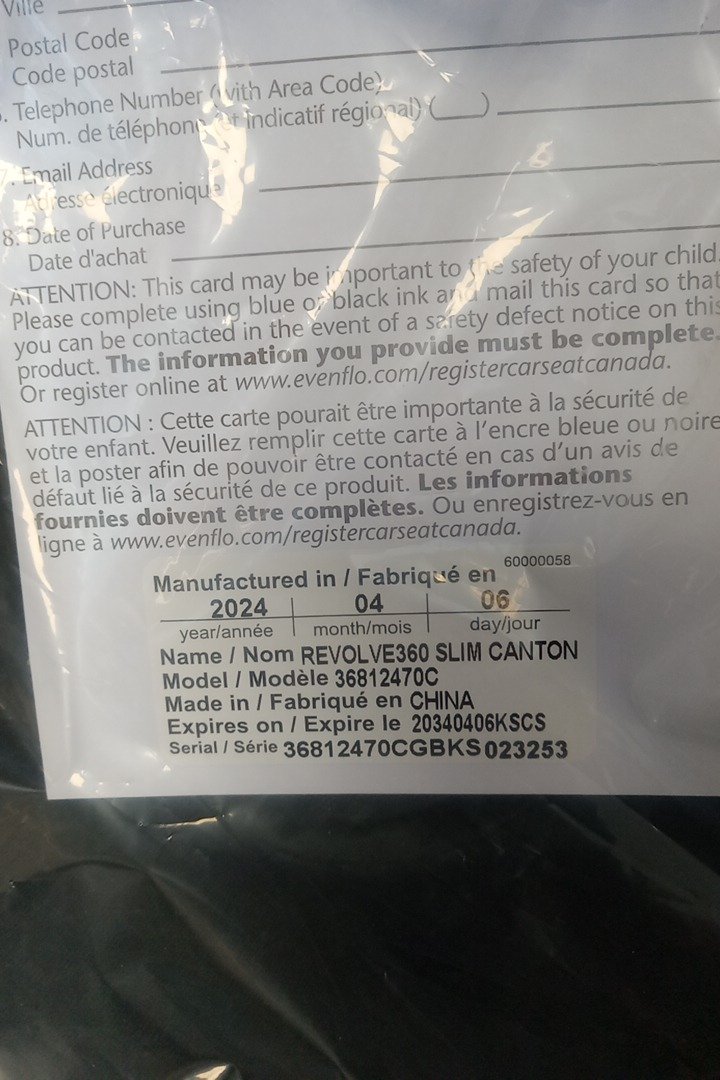 Ville
Postal Code
Code postal
Telephone Number (with Area Code)
Num. de téléphone (et indicatif régional) (___)
Email Address
Adresse électronique
8. Date of Purchase
Date d'achat
ATTENTION: This card may be important to the safety of your child.
Please complete using blue or black ink and mail this card so that
you can be contacted in the event of a safety defect notice on this
product. The information you provide must be complete.
Or register online at www.evenflo.com/registercarseatcanada.
ATTENTION : Cette carte pourait être importante à la sécurité de
votre enfant. Veuillez remplir cette carte à l'encre bleue ou noire
et la poster afin de pouvoir être contacté en cas d'un avis de
défaut lié à la sécurité de ce produit. Les informations
fournies doivent être complètes. Ou enregistrez-vous en
ligne à www.evenflo.com/registercarseatcanada.
60000058
Manufactured in / Fabriqué en
2024 04 06
year/année month/mois day/jour
Name / Nom REVOLVE360 SLIM CANTON
Model / Modèle 36812470C
Made in / Fabriqué en CHINA
Expires on / Expire le 20340406KSCS
Serial / Série 36812470CGBKS023253